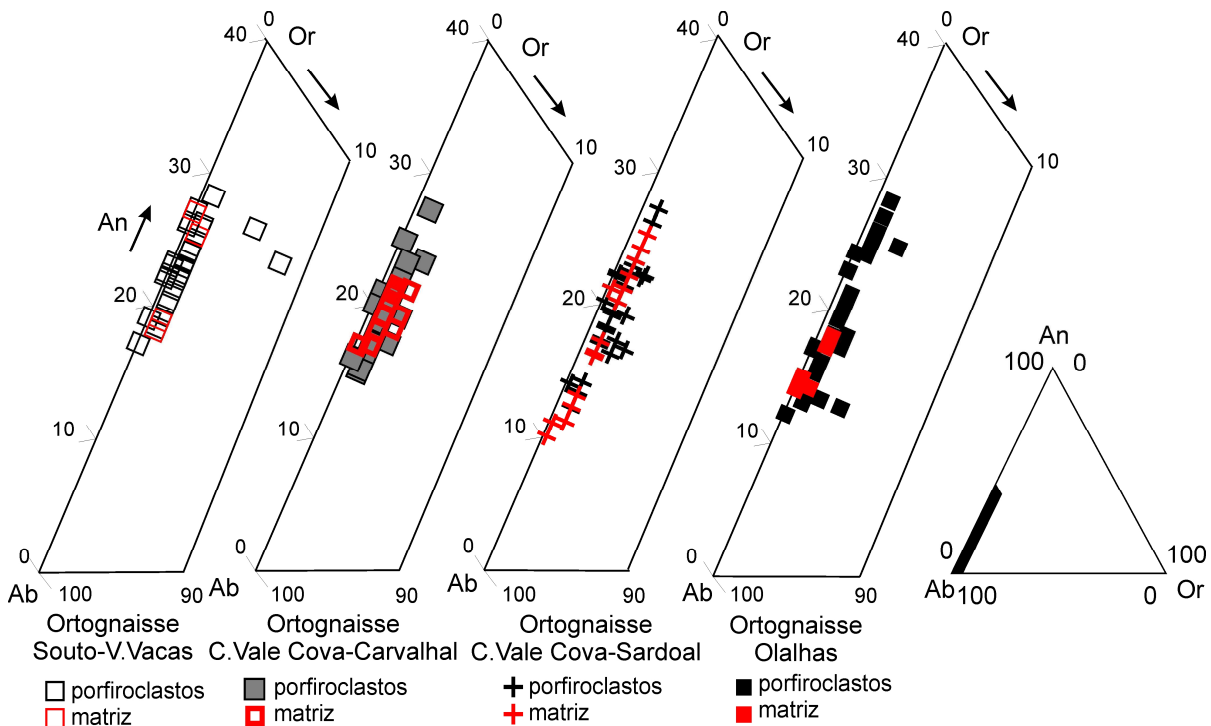 0
40
Or
10
30
An
20
10
0
Ab
100
90
Ortognaisse
Souto-V.Vacas
porfiroclastos
matriz
0
40
Or
10
30
20
10
0
Ab
100
90
Ortognaisse
C.Vale Cova-Carvalhal
porfiroclastos
matriz
0
40
Or
10
30
20
10
0
Ab
100
90
Ortognaisse
C.Vale Cova-Sardoal
porfiroclastos
matriz
0
40
Or
10
30
20
10
0
Ab
100
90
Ortognaisse
Olalhas
porfiroclastos
matriz
An
100 0
0
100
Ab 100
0 Or